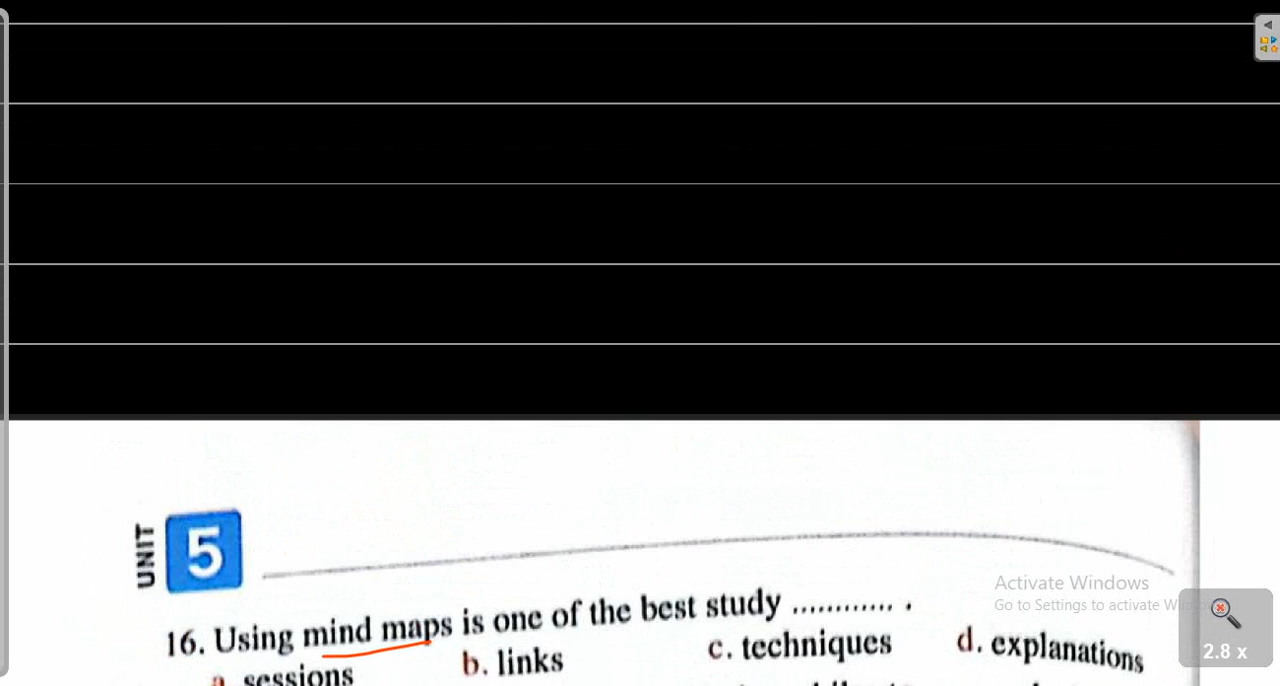 UNIT 5
Activate Windows
Go to Settings to activate
16. Using mind maps is one of the best study ............. .
a. sessions b. links c. techniques d. explanations
2.8 x